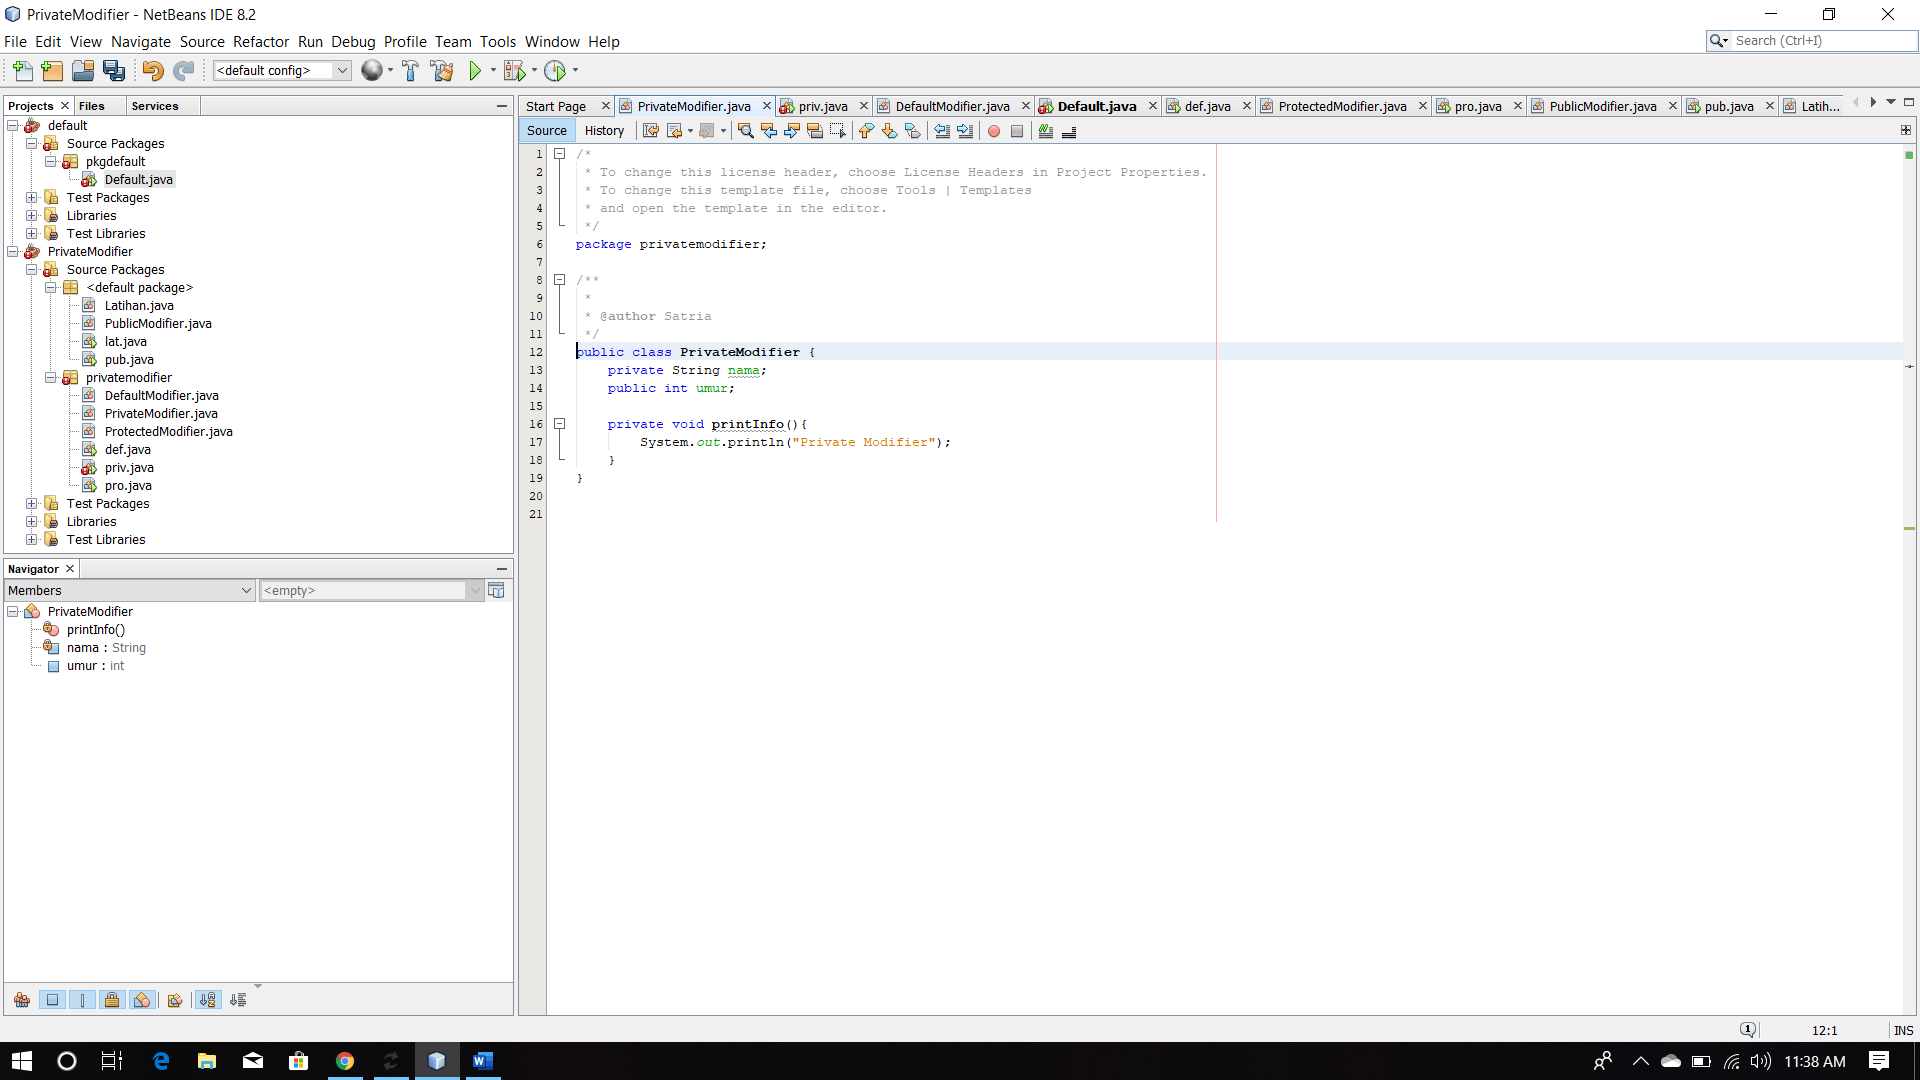 PrivateModifier - NetBeans IDE 8.2
File Edit View Navigate Source Refactor Run Debug Profile Team Tools Window Help
Search (Ctrl+I)
<default config>
Projects Files Services
default
Source Packages
pkgdefault
Default.java
Test Packages
Libraries
Test Libraries
PrivateModifier
Source Packages
<default package>
Latihan.java
PublicModifier.java
lat.java
pub.java
privatemodifier
DefaultModifier.java
PrivateModifier.java
ProtectedModifier.java
def.java
priv.java
pro.java
Test Packages
Libraries
Test Libraries
Navigator
Members <empty>
PrivateModifier
printInfo()
nama : String
umur : int
Start Page PrivateModifier.java priv.java DefaultModifier.java Default.java def.java ProtectedModifier.java pro.java PublicModifier.java pub.java Latih...
Source History
1 /*
2 * To change this license header, choose License Headers in Project Properties.
3 * To change this template file, choose Tools | Templates
4 * and open the template in the editor.
5 */
6 package privatemodifier;
7
8 /**
9 *
10 * @author Satria
11 */
12 public class PrivateModifier {
13 private String nama;
14 public int umur;
15
16 private void printInfo(){
17 System.out.println("Private Modifier");
18 }
19 }
20
21
1 12:1 INS
11:38 AM